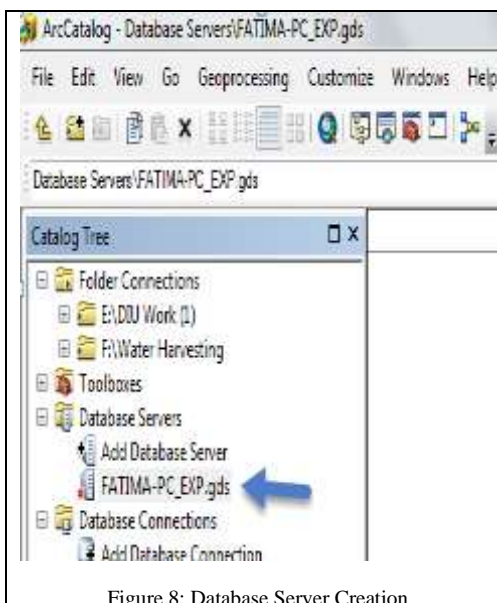 ArcCatalog - Database Servers\FATIMA-PC_EXP.gds
File Edit View Go Geoprocessing Customize Windows Help
Database Servers\FATIMA-PC_EXP.gds
Catalog Tree
Folder Connections
E:\DIU Work (1)
F:\Water Harvesting
Toolboxes
Database Servers
Add Database Server
FATIMA-PC_EXP.gds
Database Connections
Add Database Connection
Figure 8: Database Server Creation